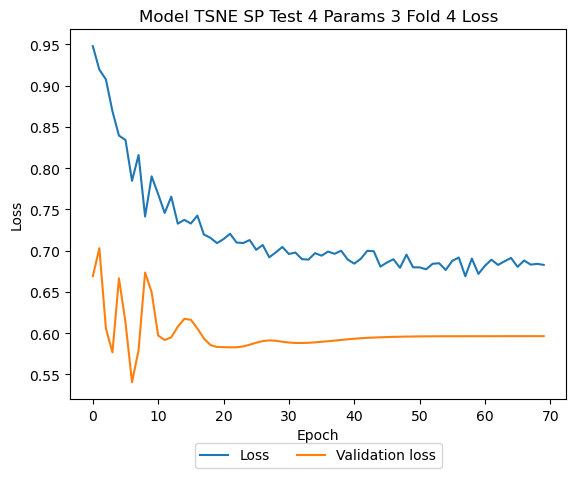 Model TSNE SP Test 4 Params 3 Fold 4 Loss
0.95
0.90
0.85
0.80
0.75
0.70
0.65
0.60
0.55
Loss
0 10 20 30 40 50 60 70
Epoch
Loss Validation loss